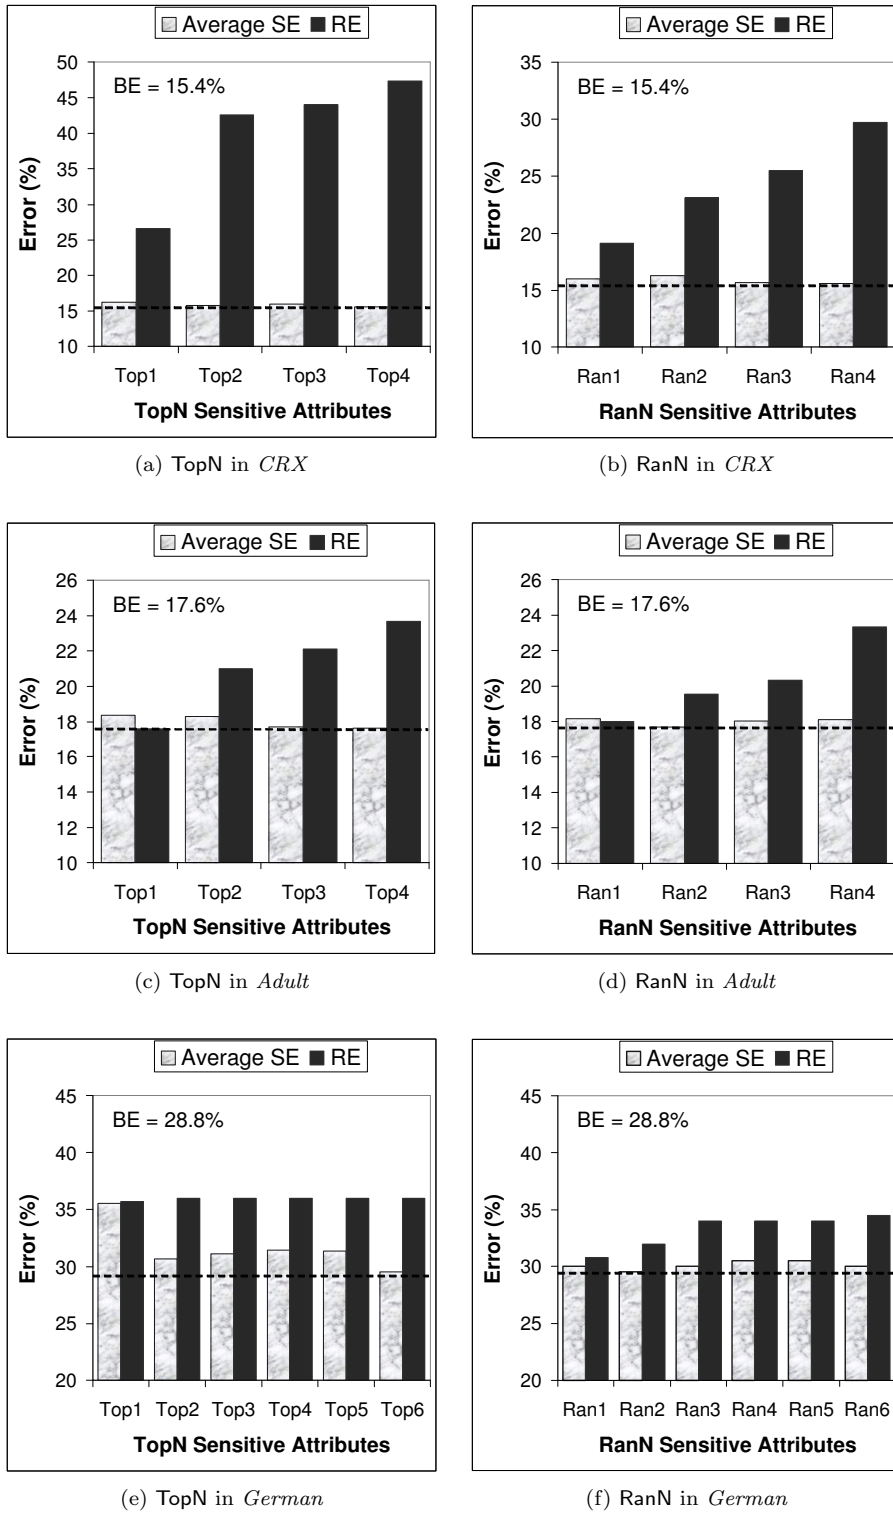 Average SE RE
50
45
40
35
30
25
20
15
10
Error (%)
BE = 15.4%
Top1 Top2 Top3 Top4
TopN Sensitive Attributes
(a) TopN in CRX
Average SE RE
35
30
25
20
15
10
Error (%)
BE = 15.4%
Ran1 Ran2 Ran3 Ran4
RanN Sensitive Attributes
(b) RanN in CRX
Average SE RE
26
24
22
20
18
16
14
12
10
Error (%)
BE = 17.6%
Top1 Top2 Top3 Top4
TopN Sensitive Attributes
(c) TopN in Adult
Average SE RE
26
24
22
20
18
16
14
12
10
Error (%)
BE = 17.6%
Ran1 Ran2 Ran3 Ran4
RanN Sensitive Attributes
(d) RanN in Adult
Average SE RE
45
40
35
30
25
20
Error (%)
BE = 28.8%
Top1 Top2 Top3 Top4 Top5 Top6
TopN Sensitive Attributes
(e) TopN in German
Average SE RE
45
40
35
30
25
20
Error (%)
BE = 28.8%
Ran1 Ran2 Ran3 Ran4 Ran5 Ran6
RanN Sensitive Attributes
(f) RanN in German